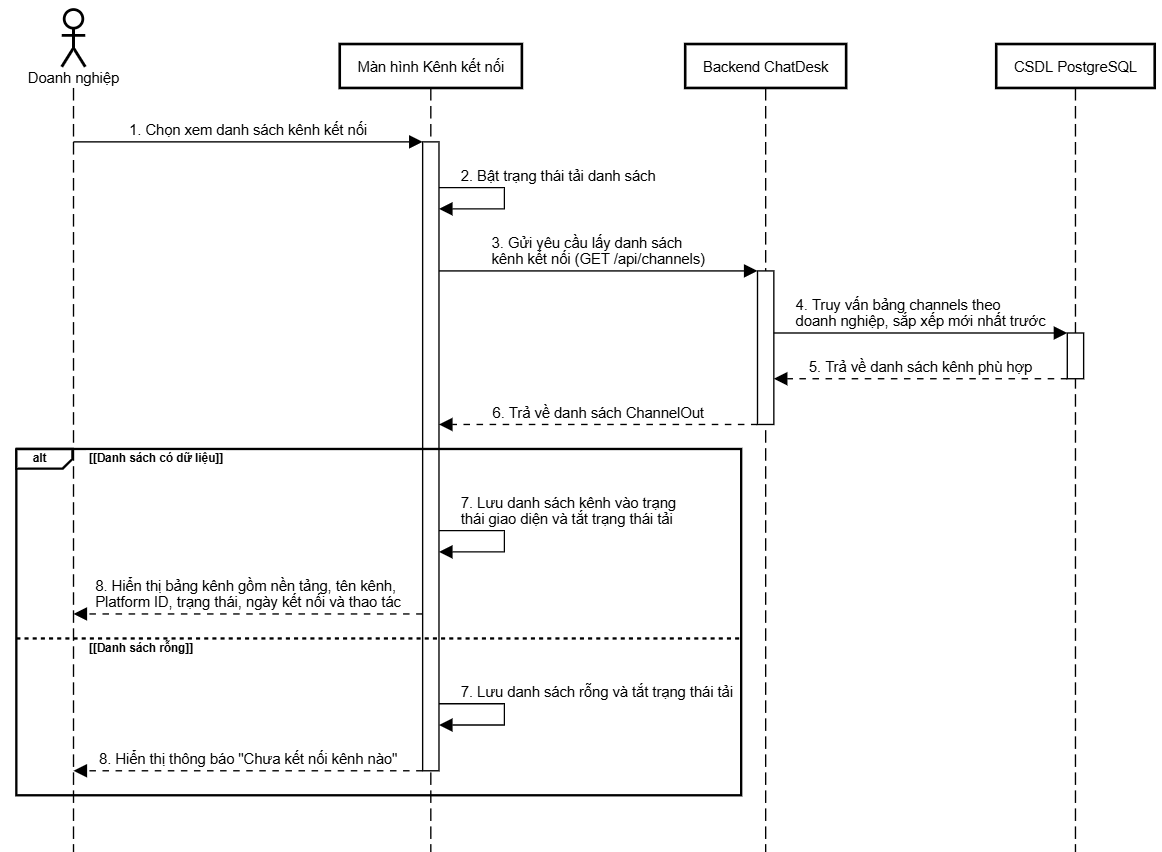 Doanh nghiệp
Màn hình Kênh kết nối
Backend ChatDesk
CSDL PostgreSQL
1. Chọn xem danh sách kênh kết nối
2. Bật trạng thái tải danh sách
3. Gửi yêu cầu lấy danh sách
kênh kết nối (GET /api/channels)
4. Truy vấn bảng channels theo
doanh nghiệp, sắp xếp mới nhất trước
5. Trả về danh sách kênh phù hợp
6. Trả về danh sách ChannelOut
alt
[[Danh sách có dữ liệu]]
7. Lưu danh sách kênh vào trạng
thái giao diện và tắt trạng thái tải
8. Hiển thị bảng kênh gồm nền tảng, tên kênh,
Platform ID, trạng thái, ngày kết nối và thao tác
[[Danh sách rỗng]]
7. Lưu danh sách rỗng và tắt trạng thái tải
8. Hiển thị thông báo "Chưa kết nối kênh nào"